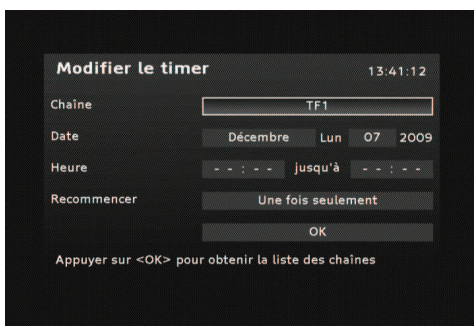 Modifier le timer 13:41:12
Chaîne TF1
Date Décembre Lun 07 2009
Heure - - : - - jusqu'à - - : - -
Recommencer Une fois seulement
OK
Appuyer sur <OK> pour obtenir la liste des chaînes